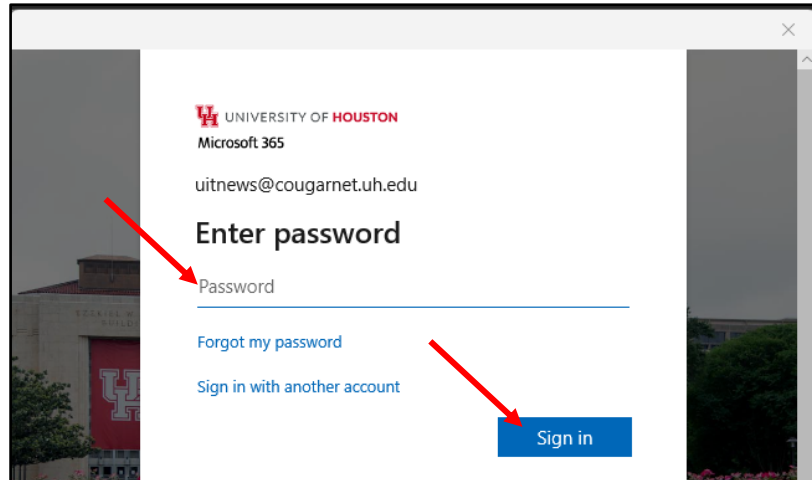 UNIVERSITY OF HOUSTON
Microsoft 365
uitnews@cougarnet.uh.edu
Enter password
Password
Forgot my password
Sign in with another account
Sign in